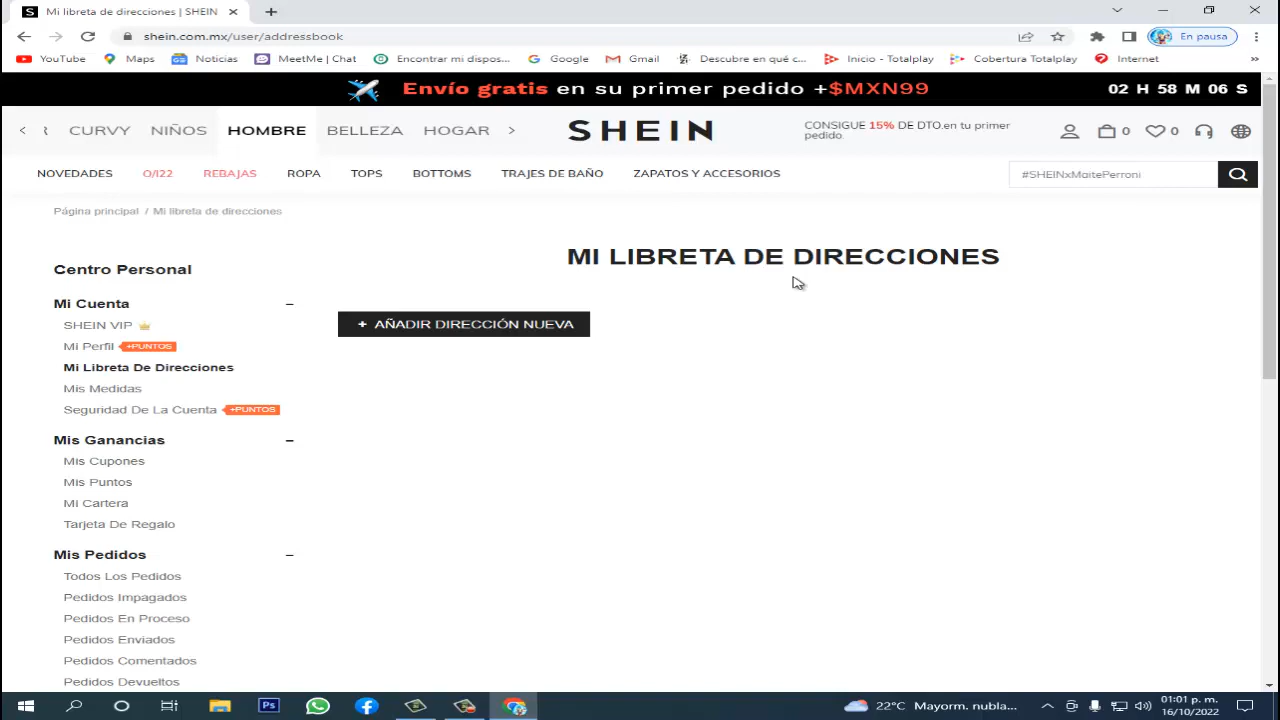 Mi libreta de direcciones | SHEIN
shein.com.mx/user/addressbook
En pausa
YouTube Maps Noticias MeetMe | Chat Encontrar mi dispos... Google Gmail Descubre en qué c... Inicio - Totalplay Cobertura Totalplay Internet »
Envío gratis en su primer pedido +$MXN99
02 H 58 M 06 S
CURVY NIÑOS HOMBRE BELLEZA HOGAR
SHEIN
CONSIGUE 15% DE DTO.en tu primer
pedido
0 0
NOVEDADES O/I22 REBAJAS ROPA TOPS BOTTOMS TRAJES DE BAÑO ZAPATOS Y ACCESORIOS
#SHEINxMaitePerroni
Página principal / Mi libreta de direcciones
MI LIBRETA DE DIRECCIONES
Centro Personal
Mi Cuenta –
+ AÑADIR DIRECCIÓN NUEVA
SHEIN VIP
Mi Perfil +PUNTOS
Mi Libreta De Direcciones
Mis Medidas
Seguridad De La Cuenta +PUNTOS
Mis Ganancias –
Mis Cupones
Mis Puntos
Mi Cartera
Tarjeta De Regalo
Mis Pedidos –
Todos Los Pedidos
Pedidos Impagados
Pedidos En Proceso
Pedidos Enviados
Pedidos Comentados
Pedidos Devueltos
Ps
22°C Mayorm. nubla...
01:01 p. m.
16/10/2022